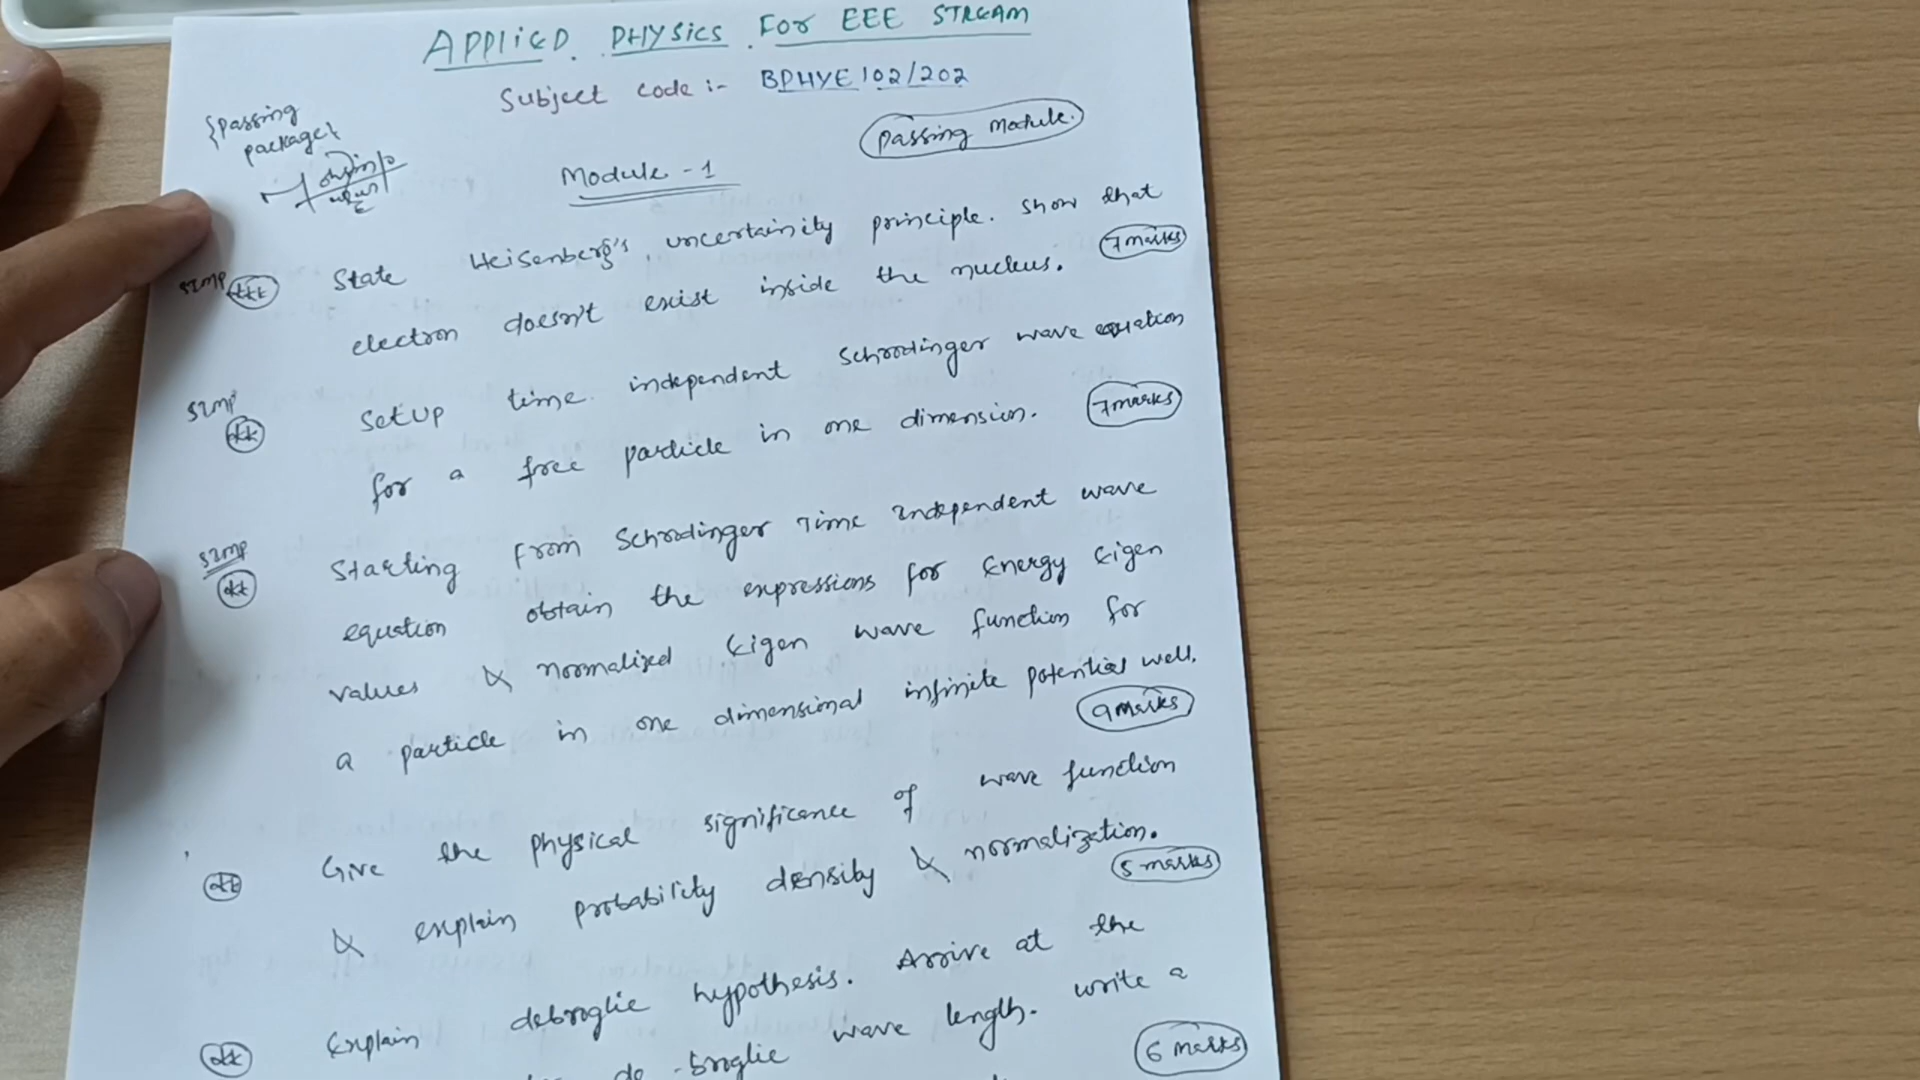 APPLIED PHYSICS FOR EEE STREAM
Subject code :- BPHYE102/202
{passing package}
passing module.
Module - 1
SIMP State Heisenberg's uncertainity principle. Show that
electron doesn't exist inside the nucleus. 7marks
SIMP Setup time independent Schrodinger wave equation
for a free particle in one dimension. 7marks
SIMP Starting from Schrodinger Time Independent wave
equation obtain the expressions for Energy Eigen
values & normalized Eigen wave function for
a particle in one dimensional infinite potential well.
9marks
Give the physical significance of wave function
& explain probability density & normalization.
5 marks
Explain debroglie hypothesis. Arrive at the
de-broglie wave length. write a
6 marks